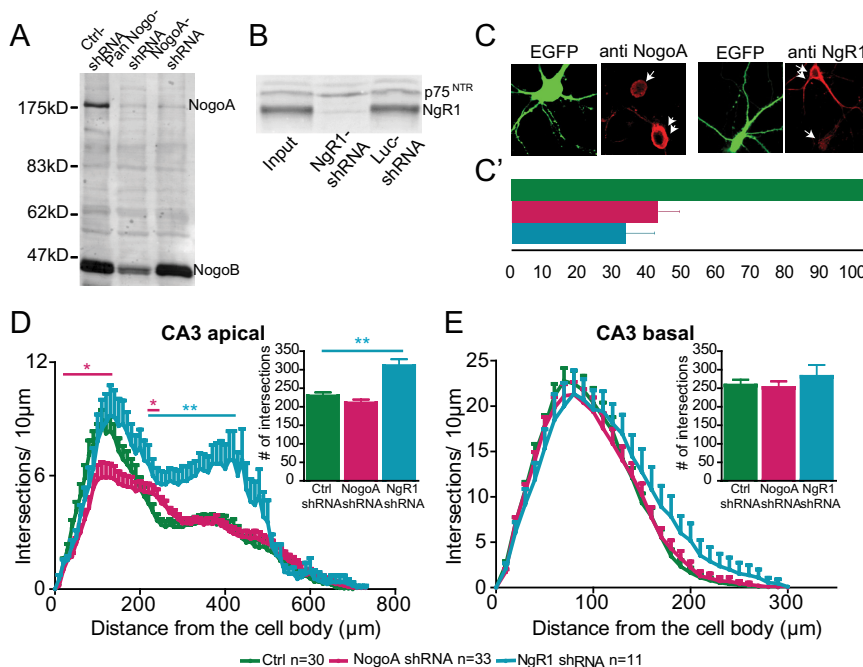 A
Ctrl-
shRNA
Pan Nogo-
shRNA
NogoA-
shRNA
175kD
83kD
62kD
47kD
NogoA
NogoB
B
p75 NTR
NgR1
Input
NgR1-
shRNA
Luc-
shRNA
C
EGFP
anti NogoA
EGFP
anti NgR1
C'
0 10 20 30 40 50 60 70 80 90 100
D
CA3 apical
Intersections/ 10µm
12
6
0
0 200 400 600 800
Distance from the cell body (µm)
*
*
**
**
# of intersections
350
300
250
200
150
100
50
0
Ctrl NogoA NgR1
shRNA shRNA shRNA
E
CA3 basal
Intersections/ 10µm
25
20
15
10
5
0
0 100 200 300
Distance from the cell body (µm)
# of intersections
350
300
250
200
150
100
50
0
Ctrl NogoA NgR1
shRNA shRNA shRNA
Ctrl n=30 NogoA shRNA n=33 NgR1 shRNA n=11